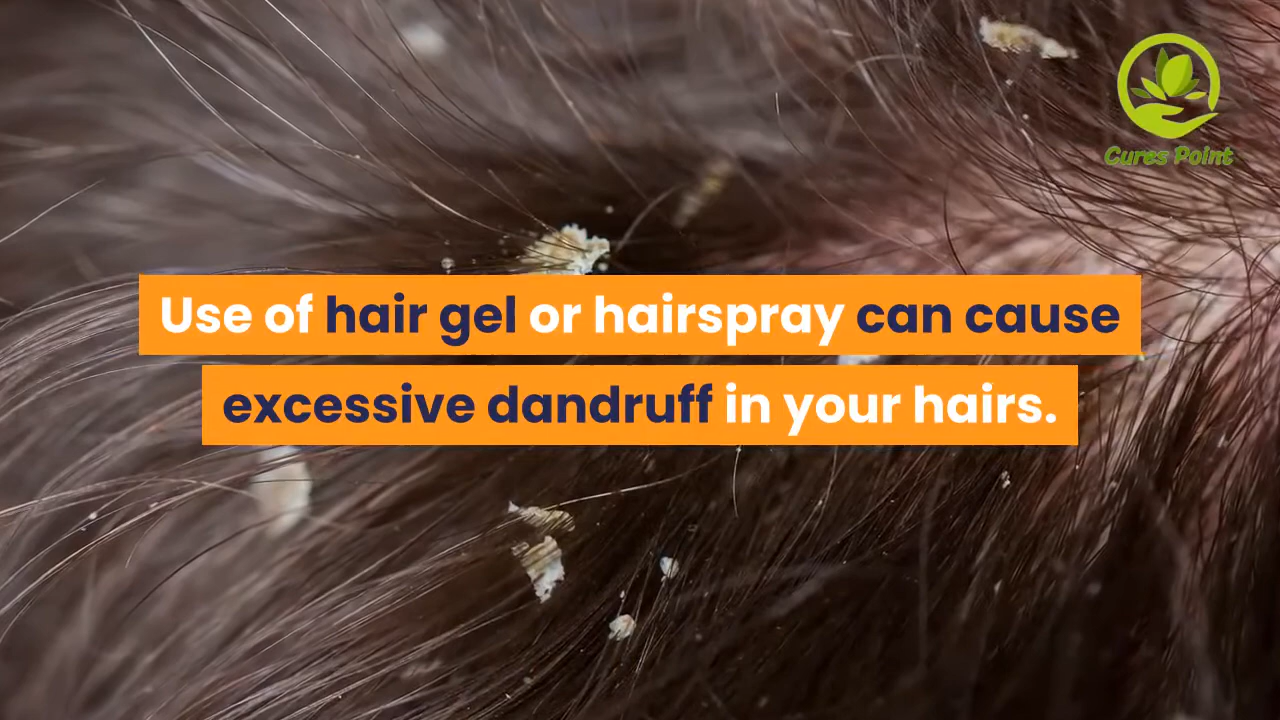 Cures Point
Use of hair gel or hairspray can cause
excessive dandruff in your hairs.